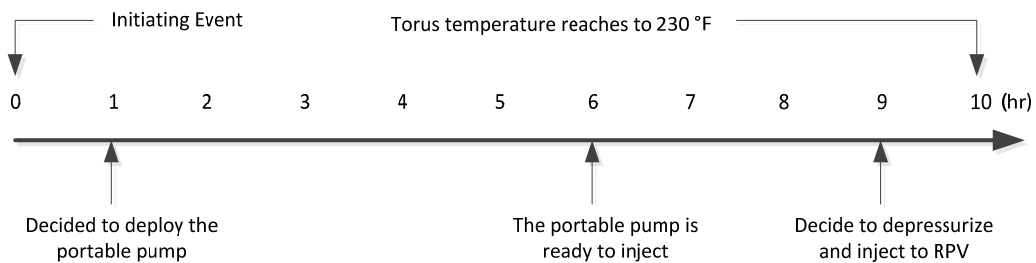 Initiating Event
Torus temperature reaches to 230 °F
0 1 2 3 4 5 6 7 8 9 10 (hr)
Decided to deploy the
portable pump
The portable pump is
ready to inject
Decide to depressurize
and inject to RPV